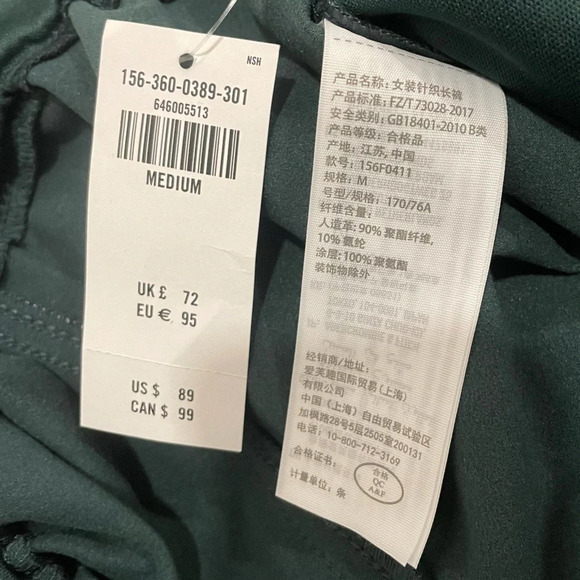 NSH
156-360-0389-301
646005513
MEDIUM
UK £ 72
EU € 95
US $ 89
CAN $ 99
产品名称: 女装针织长裤
产品标准: FZ/T 73028-2017
安全类别: GB18401-2010 B类
产品等级: 合格品
产地: 江苏, 中国
款号: 156F0411
规格: M
号型/规格: 170/76A
纤维含量:
人造革: 90% 聚酯纤维,
10% 氨纶
涂层: 100% 聚氨酯
装饰物除外
经销商/地址:
爱芙趣国际贸易(上海)
有限公司
中国 (上海) 自由贸易试验区
加枫路28号5层2505室200131
电话: 10-800-712-3169
合格证书:
合格
QC
A&F
计量单位: 条